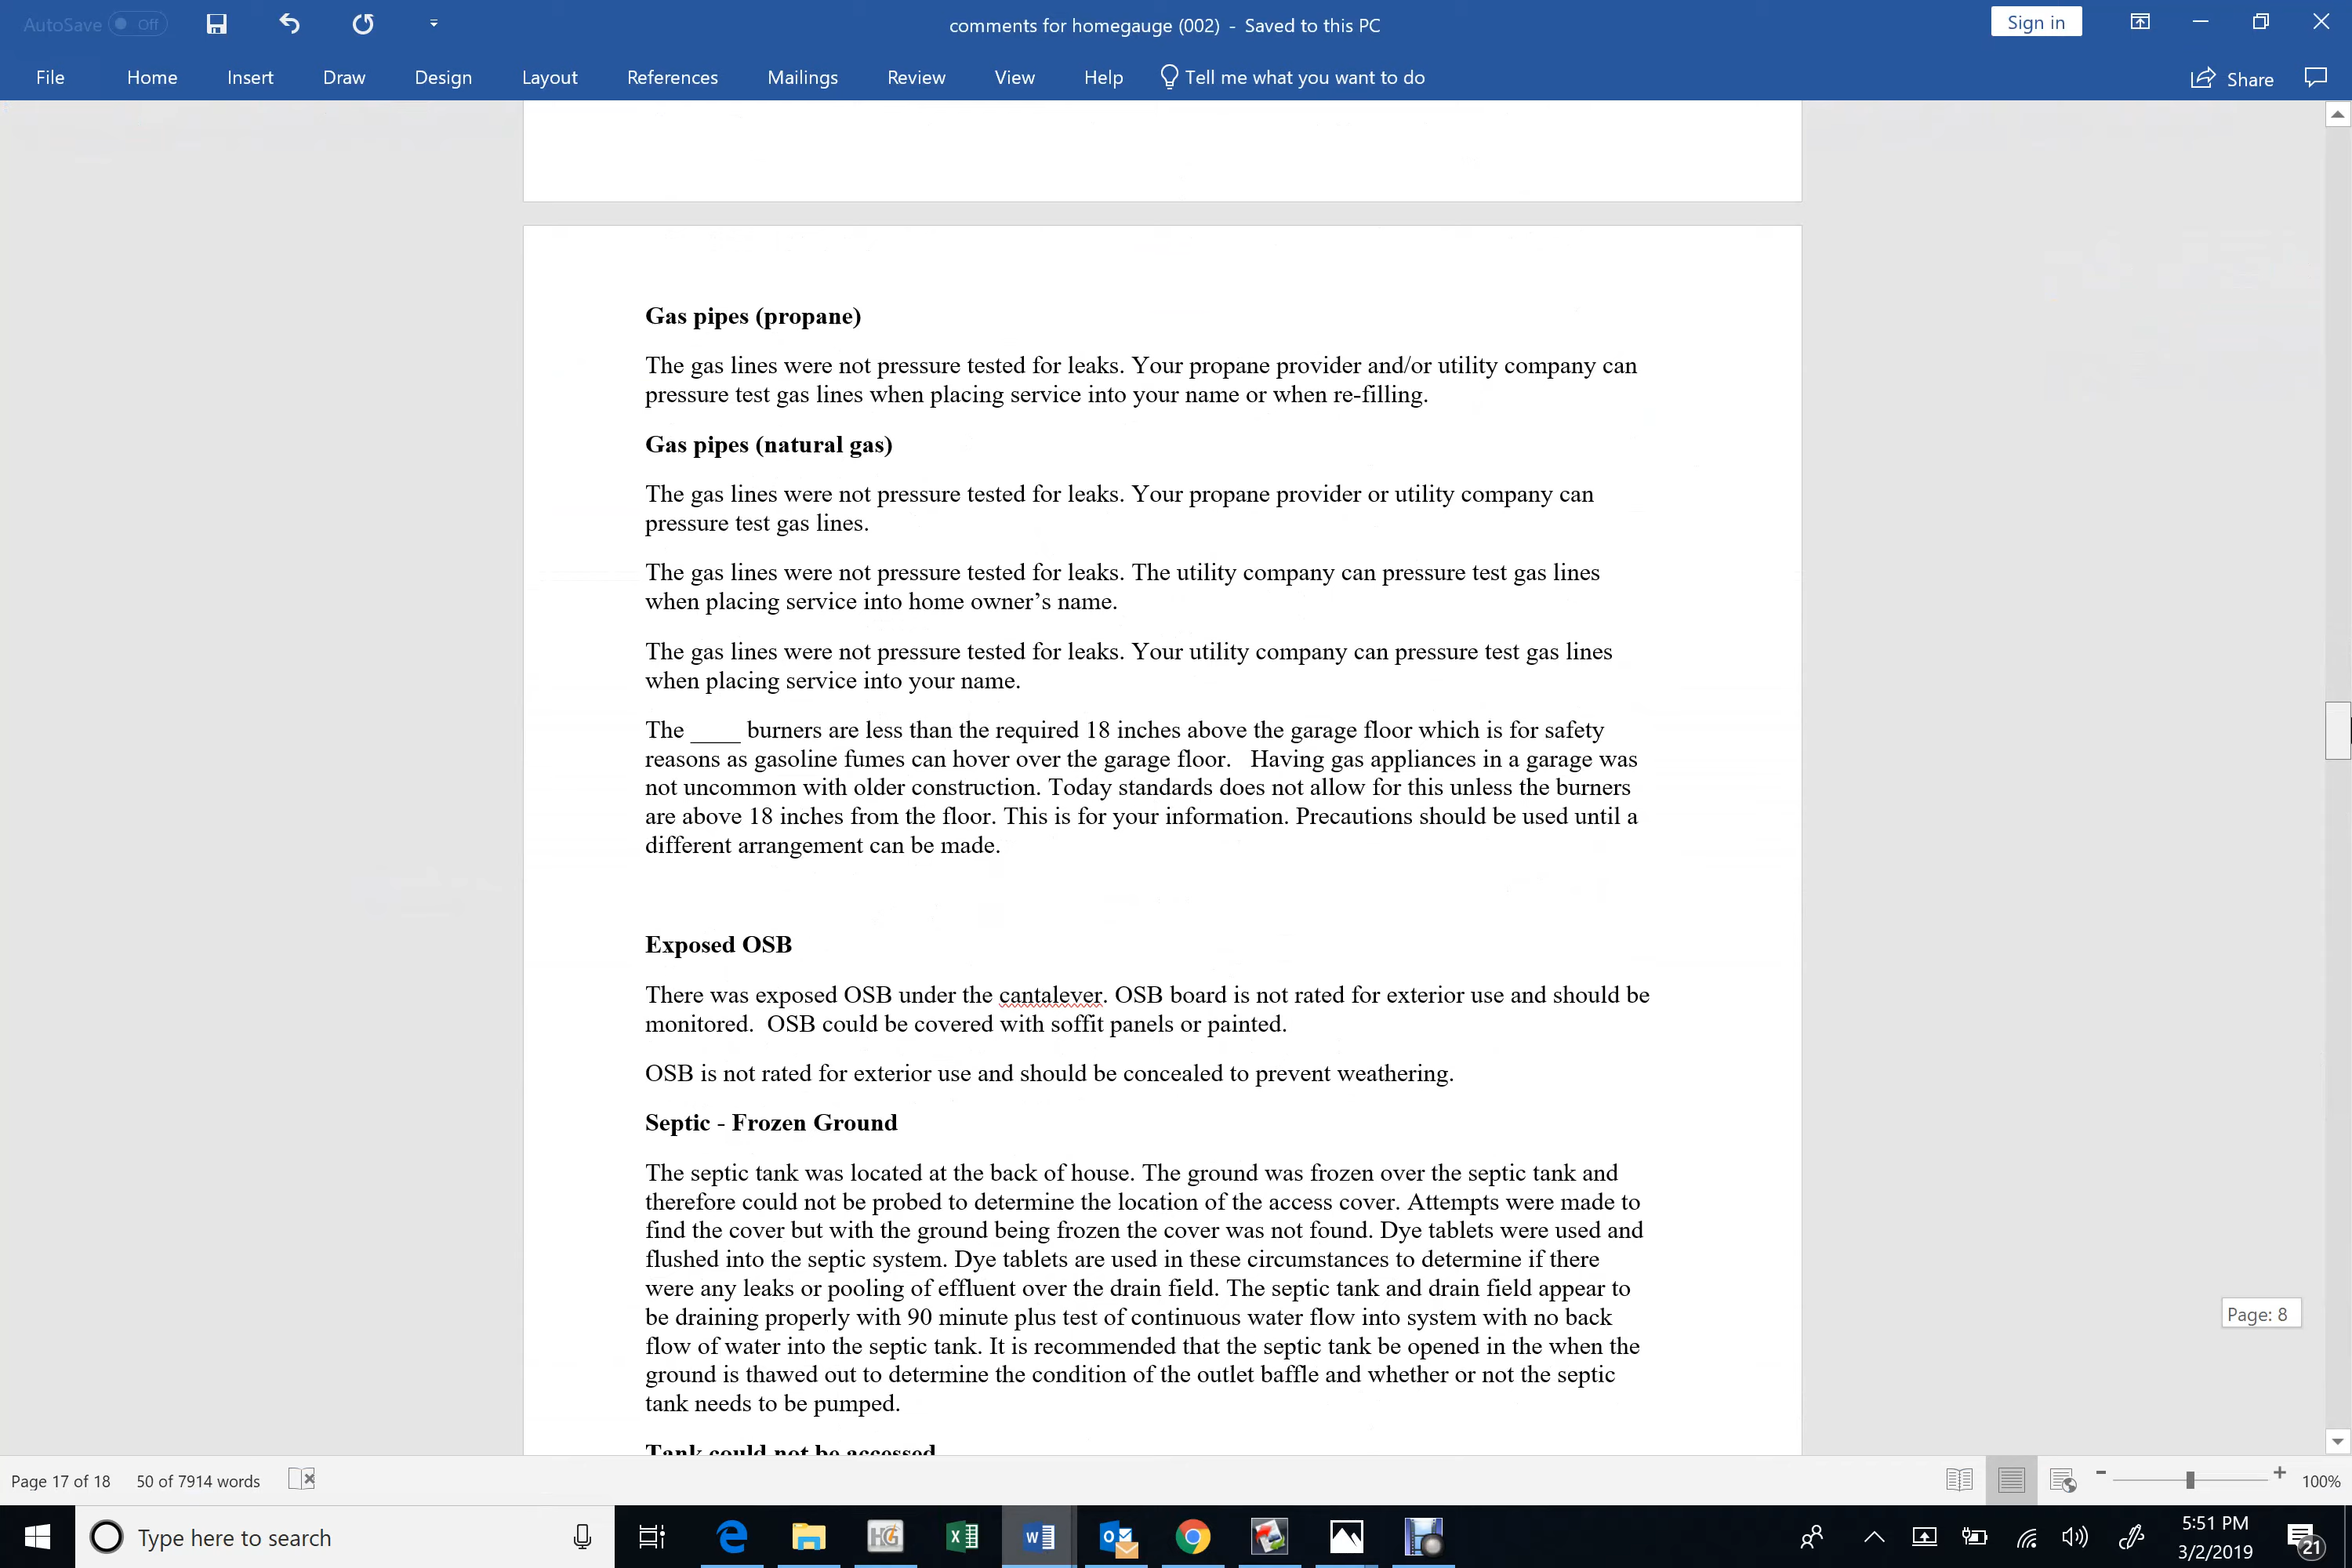 AutoSave Off
comments for homegauge (002) - Saved to this PC
Sign in
File Home Insert Draw Design Layout References Mailings Review View Help Tell me what you want to do
Share
Gas pipes (propane)
The gas lines were not pressure tested for leaks. Your propane provider and/or utility company can
pressure test gas lines when placing service into your name or when re-filling.
Gas pipes (natural gas)
The gas lines were not pressure tested for leaks. Your propane provider or utility company can
pressure test gas lines.
The gas lines were not pressure tested for leaks. The utility company can pressure test gas lines
when placing service into home owner’s name.
The gas lines were not pressure tested for leaks. Your utility company can pressure test gas lines
when placing service into your name.
The ____ burners are less than the required 18 inches above the garage floor which is for safety
reasons as gasoline fumes can hover over the garage floor.   Having gas appliances in a garage was
not uncommon with older construction. Today standards does not allow for this unless the burners
are above 18 inches from the floor. This is for your information. Precautions should be used until a
different arrangement can be made.
Exposed OSB
There was exposed OSB under the cantalever. OSB board is not rated for exterior use and should be
monitored.  OSB could be covered with soffit panels or painted.
OSB is not rated for exterior use and should be concealed to prevent weathering.
Septic - Frozen Ground
The septic tank was located at the back of house. The ground was frozen over the septic tank and
therefore could not be probed to determine the location of the access cover. Attempts were made to
find the cover but with the ground being frozen the cover was not found. Dye tablets were used and
flushed into the septic system. Dye tablets are used in these circumstances to determine if there
were any leaks or pooling of effluent over the drain field. The septic tank and drain field appear to
be draining properly with 90 minute plus test of continuous water flow into system with no back
flow of water into the septic tank. It is recommended that the septic tank be opened in the when the
ground is thawed out to determine the condition of the outlet baffle and whether or not the septic
tank needs to be pumped.
Tank could not be accessed
Page: 8
Page 17 of 18 50 of 7914 words
100%
Type here to search
HG
5:51 PM
3/2/2019
21